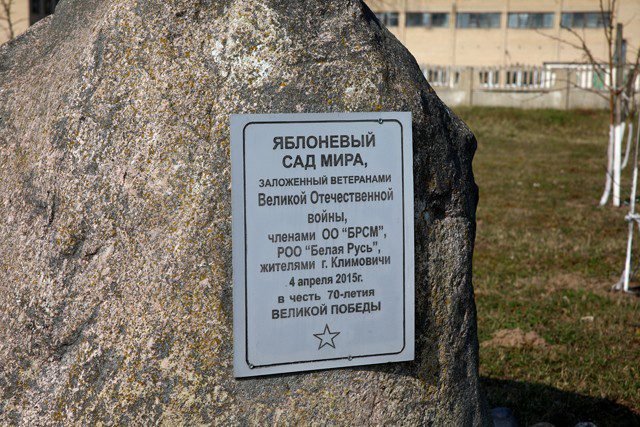 ЯБЛОНЕВЫЙ
САД МИРА,
ЗАЛОЖЕННЫЙ ВЕТЕРАНАМИ
Великой Отечественной
войны,
членами ОО “БРСМ”,
РОО “Белая Русь”,
жителями г. Климовичи
4 апреля 2015г.
в честь 70-летия
ВЕЛИКОЙ ПОБЕДЫ